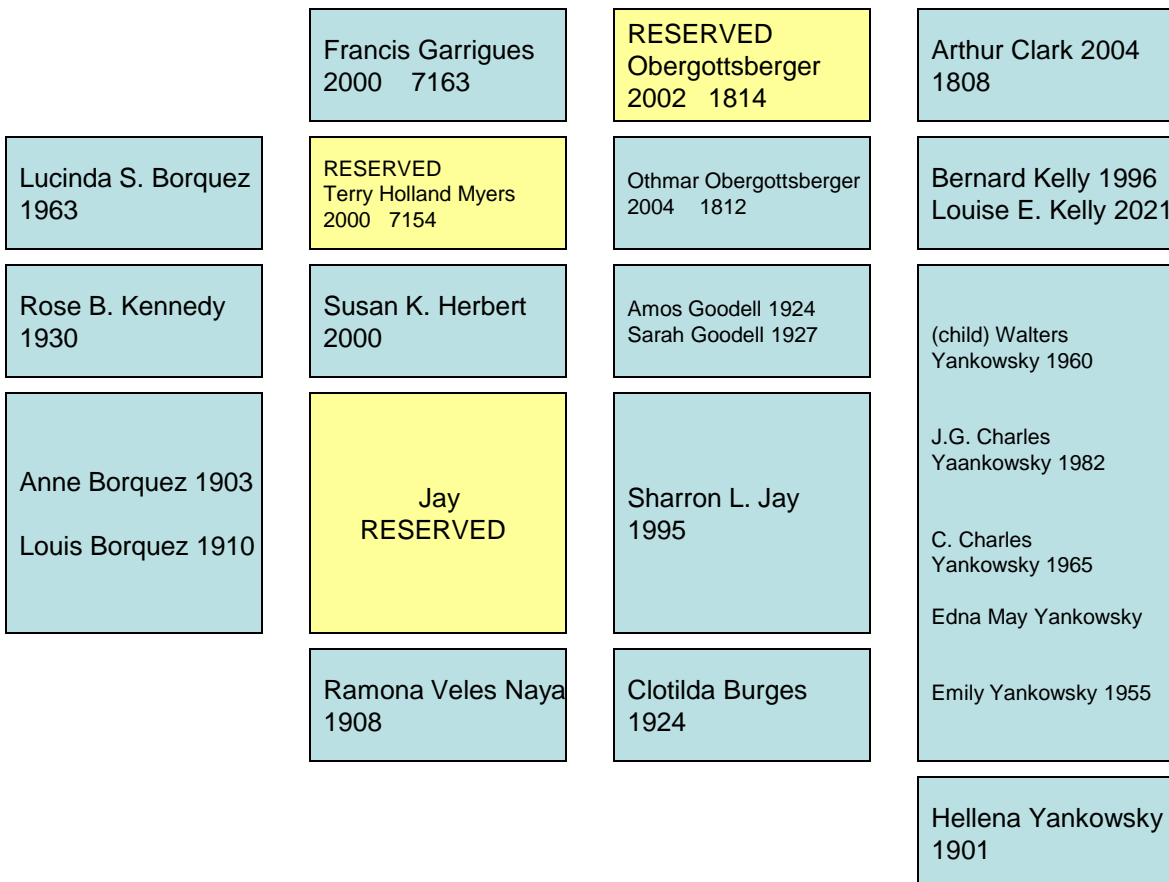 Francis Garrigues
2000 7163
RESERVED
Obergottsberger
2002 1814
Arthur Clark 2004
1808
Lucinda S. Borquez
1963
RESERVED
Terry Holland Myers
2000 7154
Othmar Obergottsberger
2004 1812
Bernard Kelly 1996
Louise E. Kelly 2021
Rose B. Kennedy
1930
Susan K. Herbert
2000
Amos Goodell 1924
Sarah Goodell 1927
(child) Walters
Yankowsky 1960
J.G. Charles
Yaankowsky 1982
C. Charles
Yankowsky 1965
Edna May Yankowsky
Emily Yankowsky 1955
Anne Borquez 1903
Louis Borquez 1910
Jay
RESERVED
Sharron L. Jay
1995
Ramona Veles Naya
1908
Clotilda Burges
1924
Hellena Yankowsky
1901